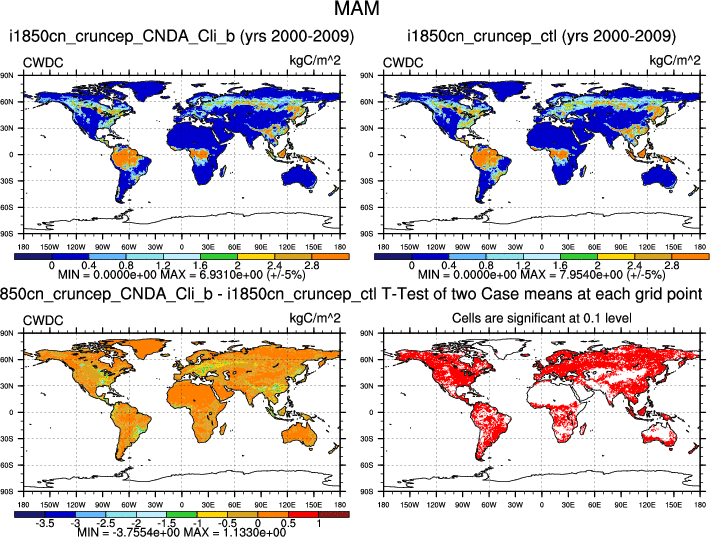 MAM
i1850cn_cruncep_CNDA_Cli_b (yrs 2000-2009)
i1850cn_cruncep_ctl (yrs 2000-2009)
CWDC kgC/m^2
CWDC kgC/m^2
90N
60N
30N
0
30S
60S
90S
180 150W 120W 90W 60W 30W 0 30E 60E 90E 120E 150E 180
0 0.4 0.8 1.2 1.6 2 2.4 2.8
MIN = 0.0000e+00 MAX = 6.9310e+00 (+/-5%)
90N
60N
30N
0
30S
60S
90S
180 150W 120W 90W 60W 30W 0 30E 60E 90E 120E 150E 180
0 0.4 0.8 1.2 1.6 2 2.4 2.8
MIN = 0.0000e+00 MAX = 7.9540e+00 (+/-5%)
850cn_cruncep_CNDA_Cli_b - i1850cn_cruncep_ctl
T-Test of two Case means at each grid point
CWDC kgC/m^2
Cells are significant at 0.1 level
90N
60N
30N
0
30S
60S
90S
180 150W 120W 90W 60W 30W 0 30E 60E 90E 120E 150E 180
-3.5 -3 -2.5 -2 -1.5 -1 -0.5 0 0.5 1
MIN = -3.7554e+00 MAX = 1.1330e+00
90N
60N
30N
0
30S
60S
90S
180 150W 120W 90W 60W 30W 0 30E 60E 90E 120E 150E 180